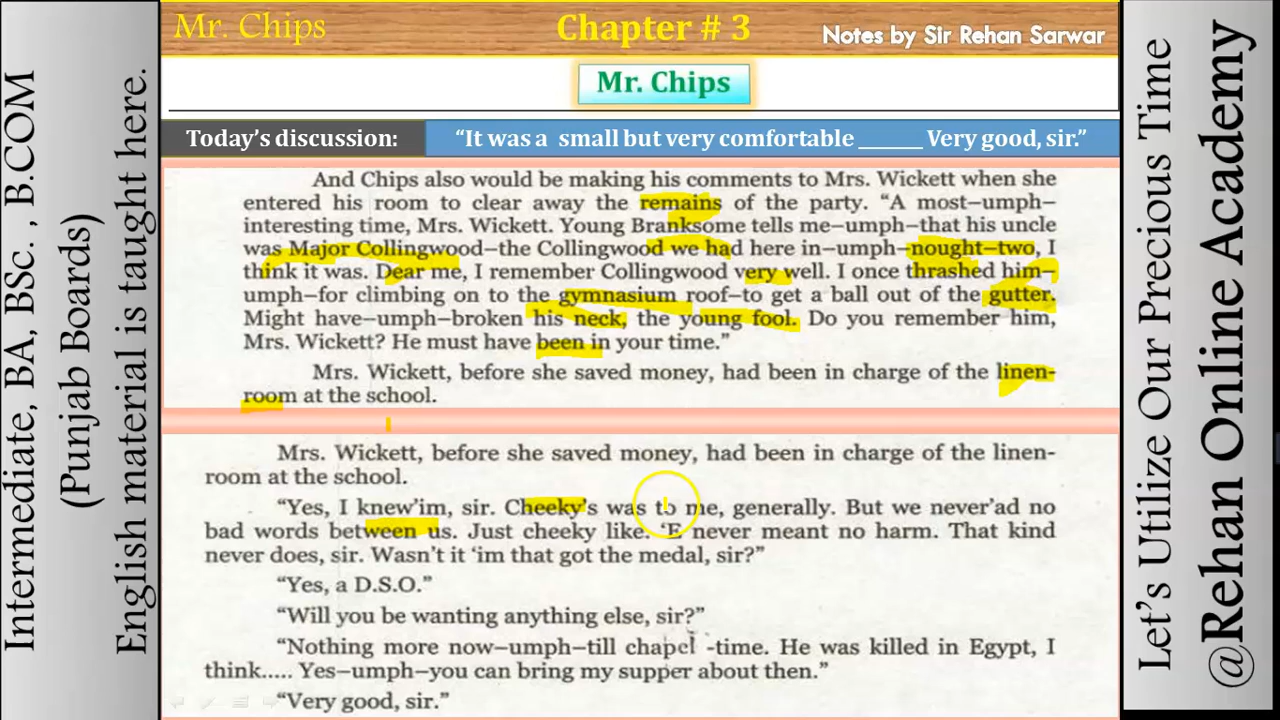 Mr. Chips
Chapter # 3
Notes by Sir Rehan Sarwar
Mr. Chips
Today's discussion:
“It was a small but very comfortable ______ Very good, sir.”
And Chips also would be making his comments to Mrs. Wickett when she
entered his room to clear away the remains of the party. “A most–umph–
interesting time, Mrs. Wickett. Young Branksome tells me–umph–that his uncle
was Major Collingwood–the Collingwood we had here in–umph–nought–two, I
think it was. Dear me, I remember Collingwood very well. I once thrashed him–
umph–for climbing on to the gymnasium roof–to get a ball out of the gutter.
Might have–umph–broken his neck, the young fool. Do you remember him,
Mrs. Wickett? He must have been in your time.”
Mrs. Wickett, before she saved money, had been in charge of the linen-
room at the school.
Mrs. Wickett, before she saved money, had been in charge of the linen-
room at the school.
“Yes, I knew'im, sir. Cheeky's was to me, generally. But we never'ad no
bad words between us. Just cheeky like. ‘E never meant no harm. That kind
never does, sir. Wasn't it ‘im that got the medal, sir?”
“Yes, a D.S.O.”
“Will you be wanting anything else, sir?”
“Nothing more now–umph–till chapel -time. He was killed in Egypt, I
think..... Yes–umph–you can bring my supper about then.”
“Very good, sir.”
Intermediate, BA, BSc. , B.COM
(Punjab Boards)
English material is taught here.
Let's Utilize Our Precious Time
@Rehan Online Academy